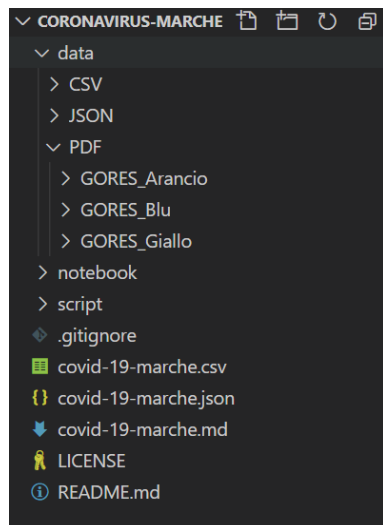 CORONAVIRUS-MARCHE
data
CSV
JSON
PDF
GORES_Arancio
GORES_Blu
GORES_Giallo
notebook
script
.gitignore
covid-19-marche.csv
{} covid-19-marche.json
covid-19-marche.md
LICENSE
README.md